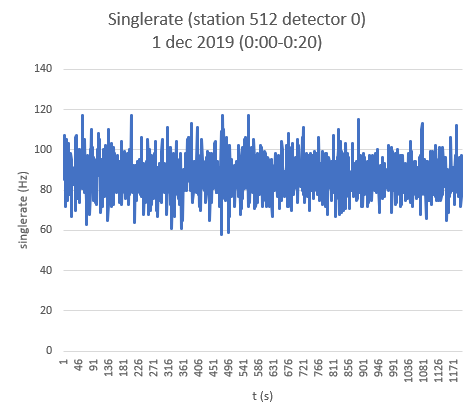 Singlerate (station 512 detector 0)
1 dec 2019 (0:00-0:20)
140
120
100
80
60
40
20
0
singlerate (Hz)
1 46 91 136 181 226 271 316 361 406 451 496 541 586 631 676 721 766 811 856 901 946 991 1036 1081 1126 1171
t (s)